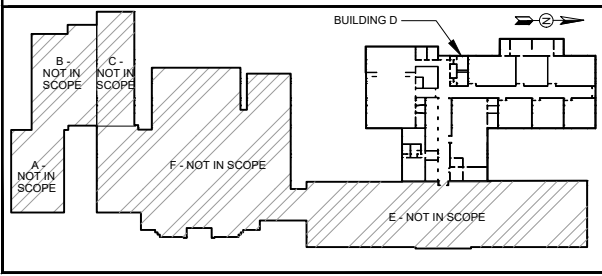 BUILDING D
Z
B -
NOT IN
SCOPE
C -
NOT IN
SCOPE
A -
NOT IN
SCOPE
F - NOT IN SCOPE
E - NOT IN SCOPE